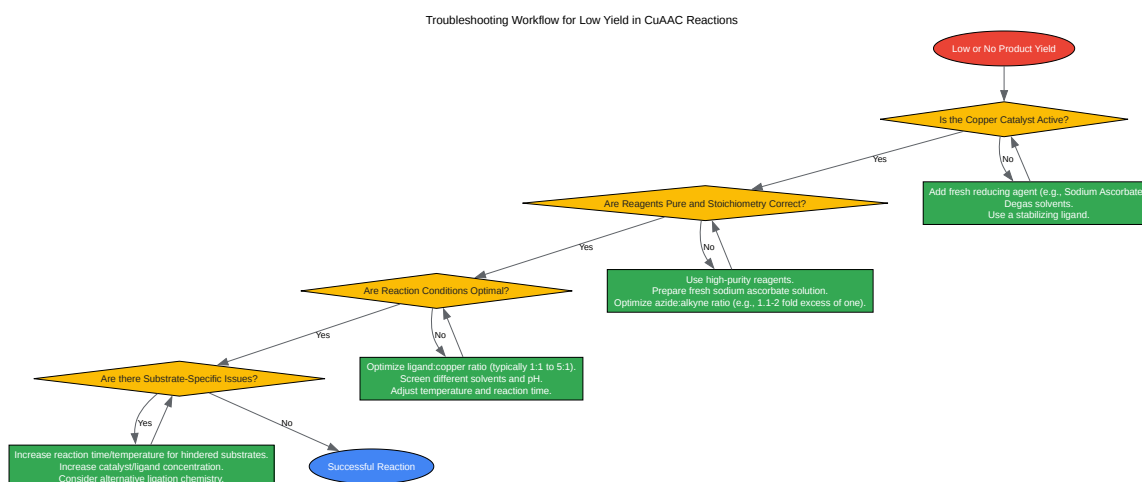 Troubleshooting Workflow for Low Yield in CuAAC Reactions
Low or No Product Yield
Is the Copper Catalyst Active?
Yes
No
Add fresh reducing agent (e.g., Sodium Ascorbate
Degas solvents.
Use a stabilizing ligand.
Are Reagents Pure and Stoichiometry Correct?
Yes
No
Use high-purity reagents.
Prepare fresh sodium ascorbate solution.
Optimize azide:alkyne ratio (e.g., 1.1-2 fold excess of one).
Are Reaction Conditions Optimal?
Yes
No
Optimize ligand:copper ratio (typically 1:1 to 5:1).
Screen different solvents and pH.
Adjust temperature and reaction time.
Are there Substrate-Specific Issues?
Yes
No
Increase reaction time/temperature for hindered substrates.
Increase catalyst/ligand concentration.
Consider alternative ligation chemistry.
Successful Reaction